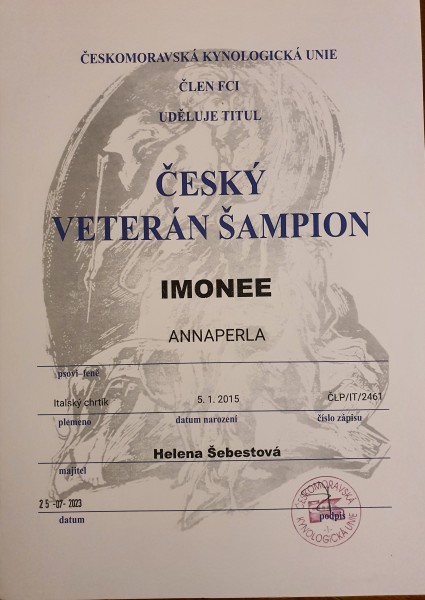 ČESKOMORAVSKÁ KYNOLOGICKÁ UNIE
ČLEN FCI
UDĚLUJE TITUL
ČESKÝ
VETERÁN ŠAMPION
IMONEE
ANNAPERLA
psovi–feně
Italský chrtík 5. 1. 2015 ČLP/IT/2461
plemeno datum narození číslo zápisu
Helena Šebestová
majitel
25 -07- 2023
datum podpis
ČESKOMORAVSKÁ
KYNOLOGICKÁ UNIE
-1-